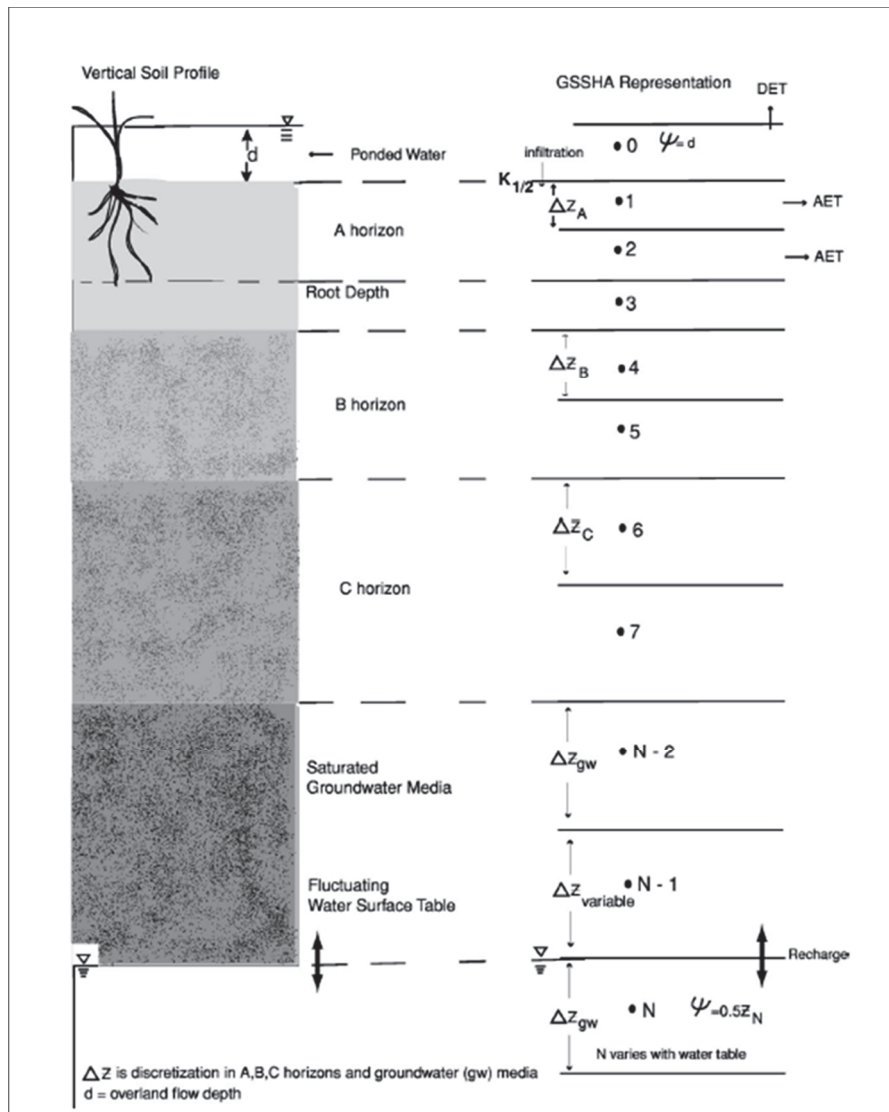 Vertical Soil Profile
GSSHA Representation
DET
d
Ponded Water
infiltration
0
ψ=d
K1/2
A horizon
ΔzA
1
AET
2
AET
Root Depth
3
B horizon
ΔzB
4
5
C horizon
ΔzC
6
7
Saturated
Groundwater Media
Δzgw
N - 2
Fluctuating
Water Surface Table
Δzvariable
N - 1
Recharge
Δzgw
N
ψ=0.5zN
N varies with water table
Δz is discretization in A,B,C horizons and groundwater (gw) media
d = overland flow depth